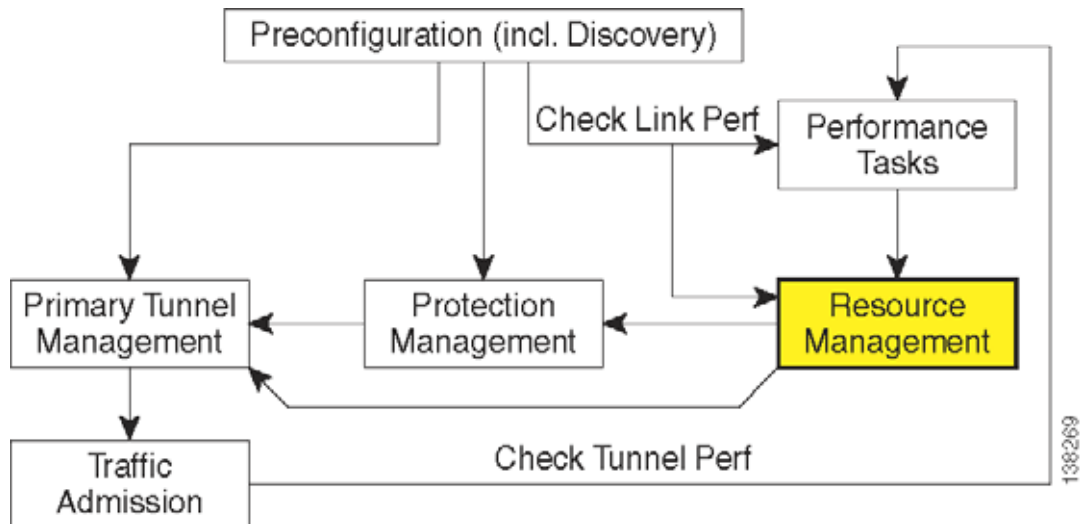 Preconfiguration (incl. Discovery)
Check Link Perf
Performance
Tasks
Primary Tunnel
Management
Protection
Management
Resource
Management
Traffic
Admission
Check Tunnel Perf
138269